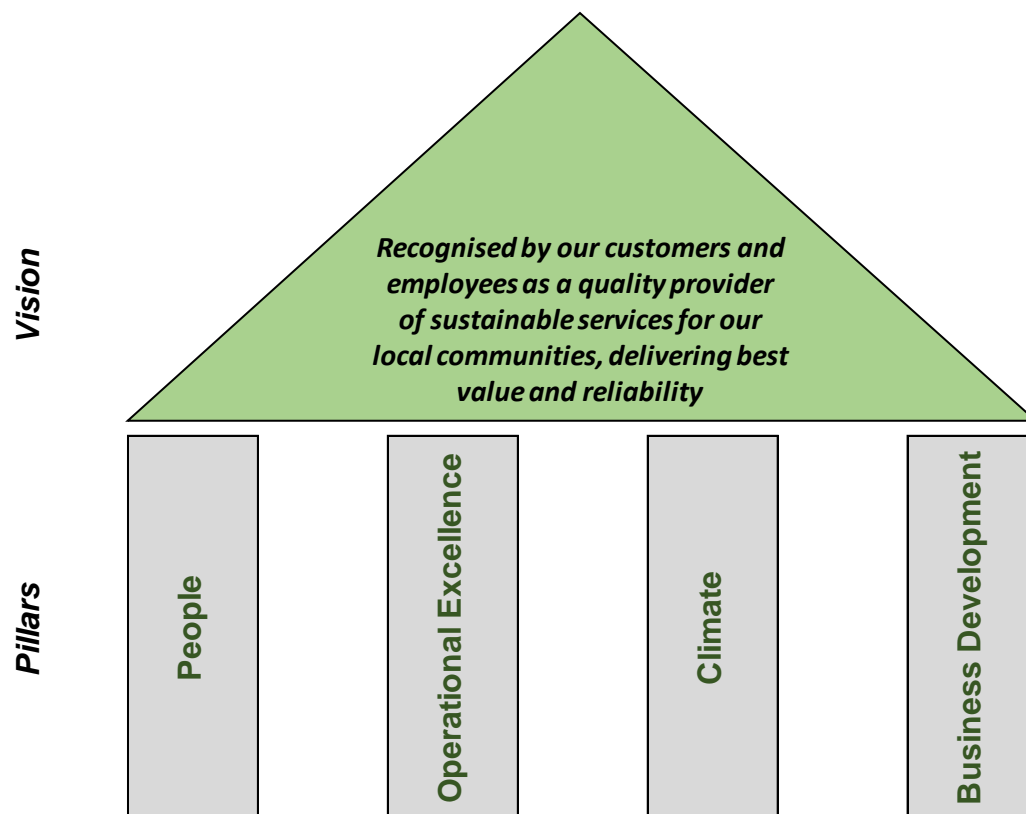 Vision
Recognised by our customers and
employees as a quality provider
of sustainable services for our
local communities, delivering best
value and reliability
Pillars
People
Operational Excellence
Climate
Business Development